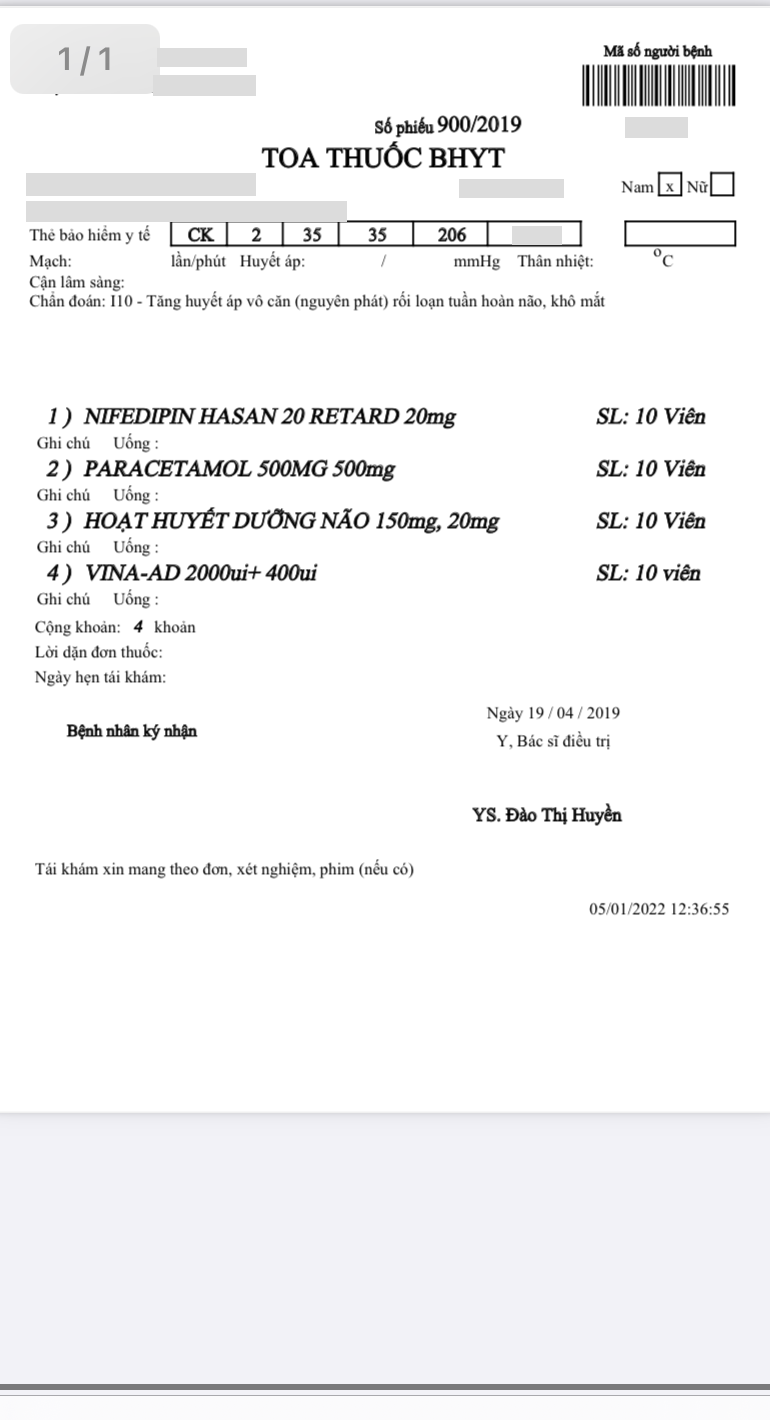 1/1
Mã số người bệnh
Số phiếu 900/2019
TOA THUỐC BHYT
Nam x Nữ
Thẻ bảo hiểm y tế CK 2 35 35 206
Mạch: lần/phút Huyết áp: / mmHg Thân nhiệt: °C
Cận lâm sàng:
Chẩn đoán: I10 - Tăng huyết áp vô căn (nguyên phát) rối loạn tuần hoàn não, khô mắt
1 ) NIFEDIPIN HASAN 20 RETARD 20mg SL: 10 Viên
Ghi chú Uống :
2 ) PARACETAMOL 500MG 500mg SL: 10 Viên
Ghi chú Uống :
3 ) HOẠT HUYẾT DƯỠNG NÃO 150mg, 20mg SL: 10 Viên
Ghi chú Uống :
4 ) VINA-AD 2000ui+ 400ui SL: 10 viên
Ghi chú Uống :
Cộng khoản: 4 khoản
Lời dặn đơn thuốc:
Ngày hẹn tái khám:
Ngày 19 / 04 / 2019
Bệnh nhân ký nhận
Y, Bác sĩ điều trị
YS. Đào Thị Huyền
Tái khám xin mang theo đơn, xét nghiệm, phim (nếu có)
05/01/2022 12:36:55